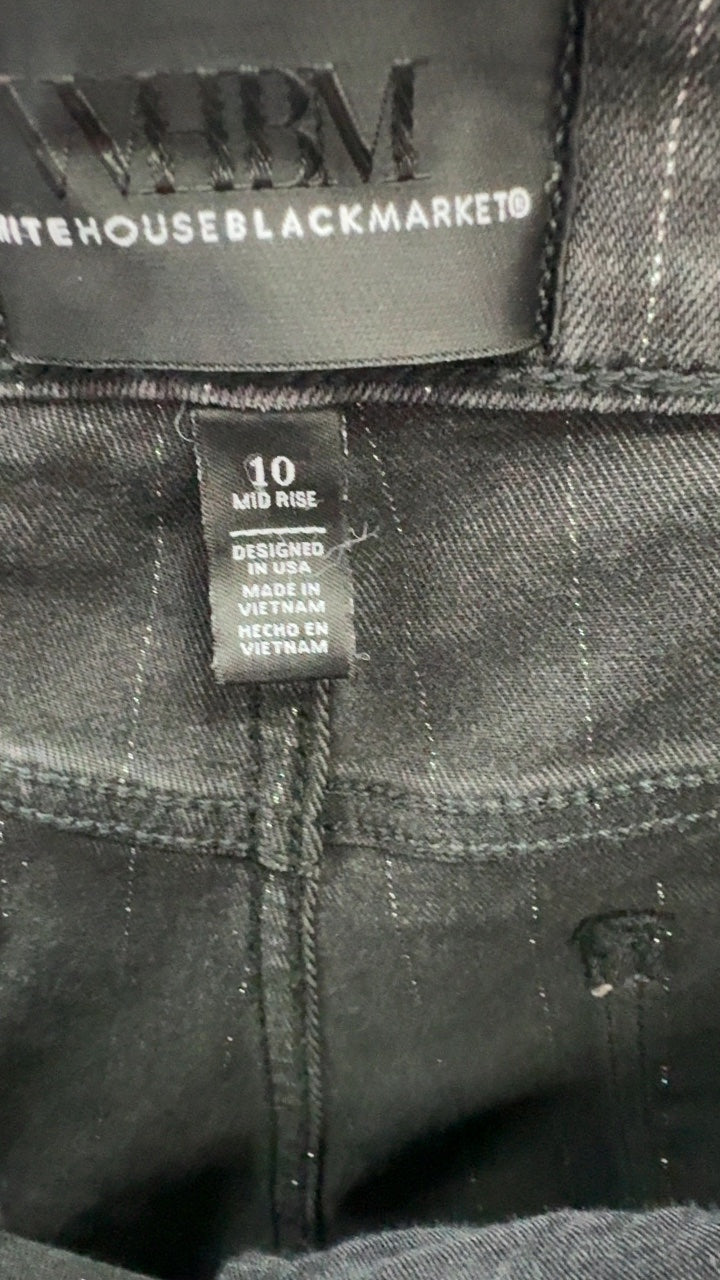 WHBM
HITEHOUSEBLACKMARKET®
10
MID RISE
DESIGNED
IN USA
MADE IN
VIETNAM
HECHO EN
VIETNAM